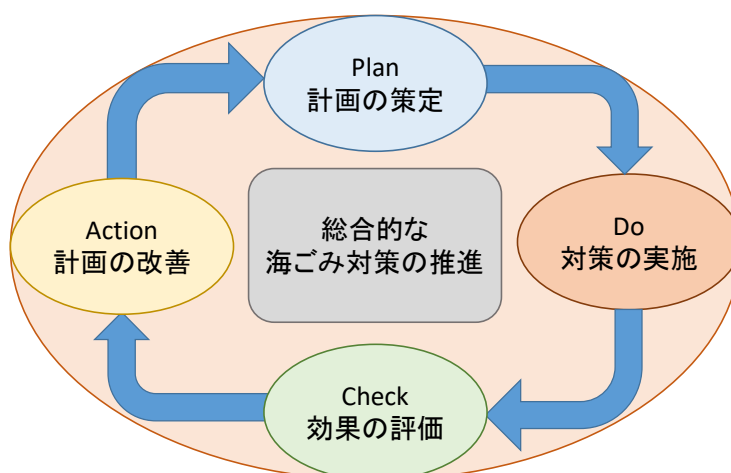 Plan
計画の策定
Do
対策の実施
Check
効果の評価
Action
計画の改善
総合的な
海ごみ対策の推進